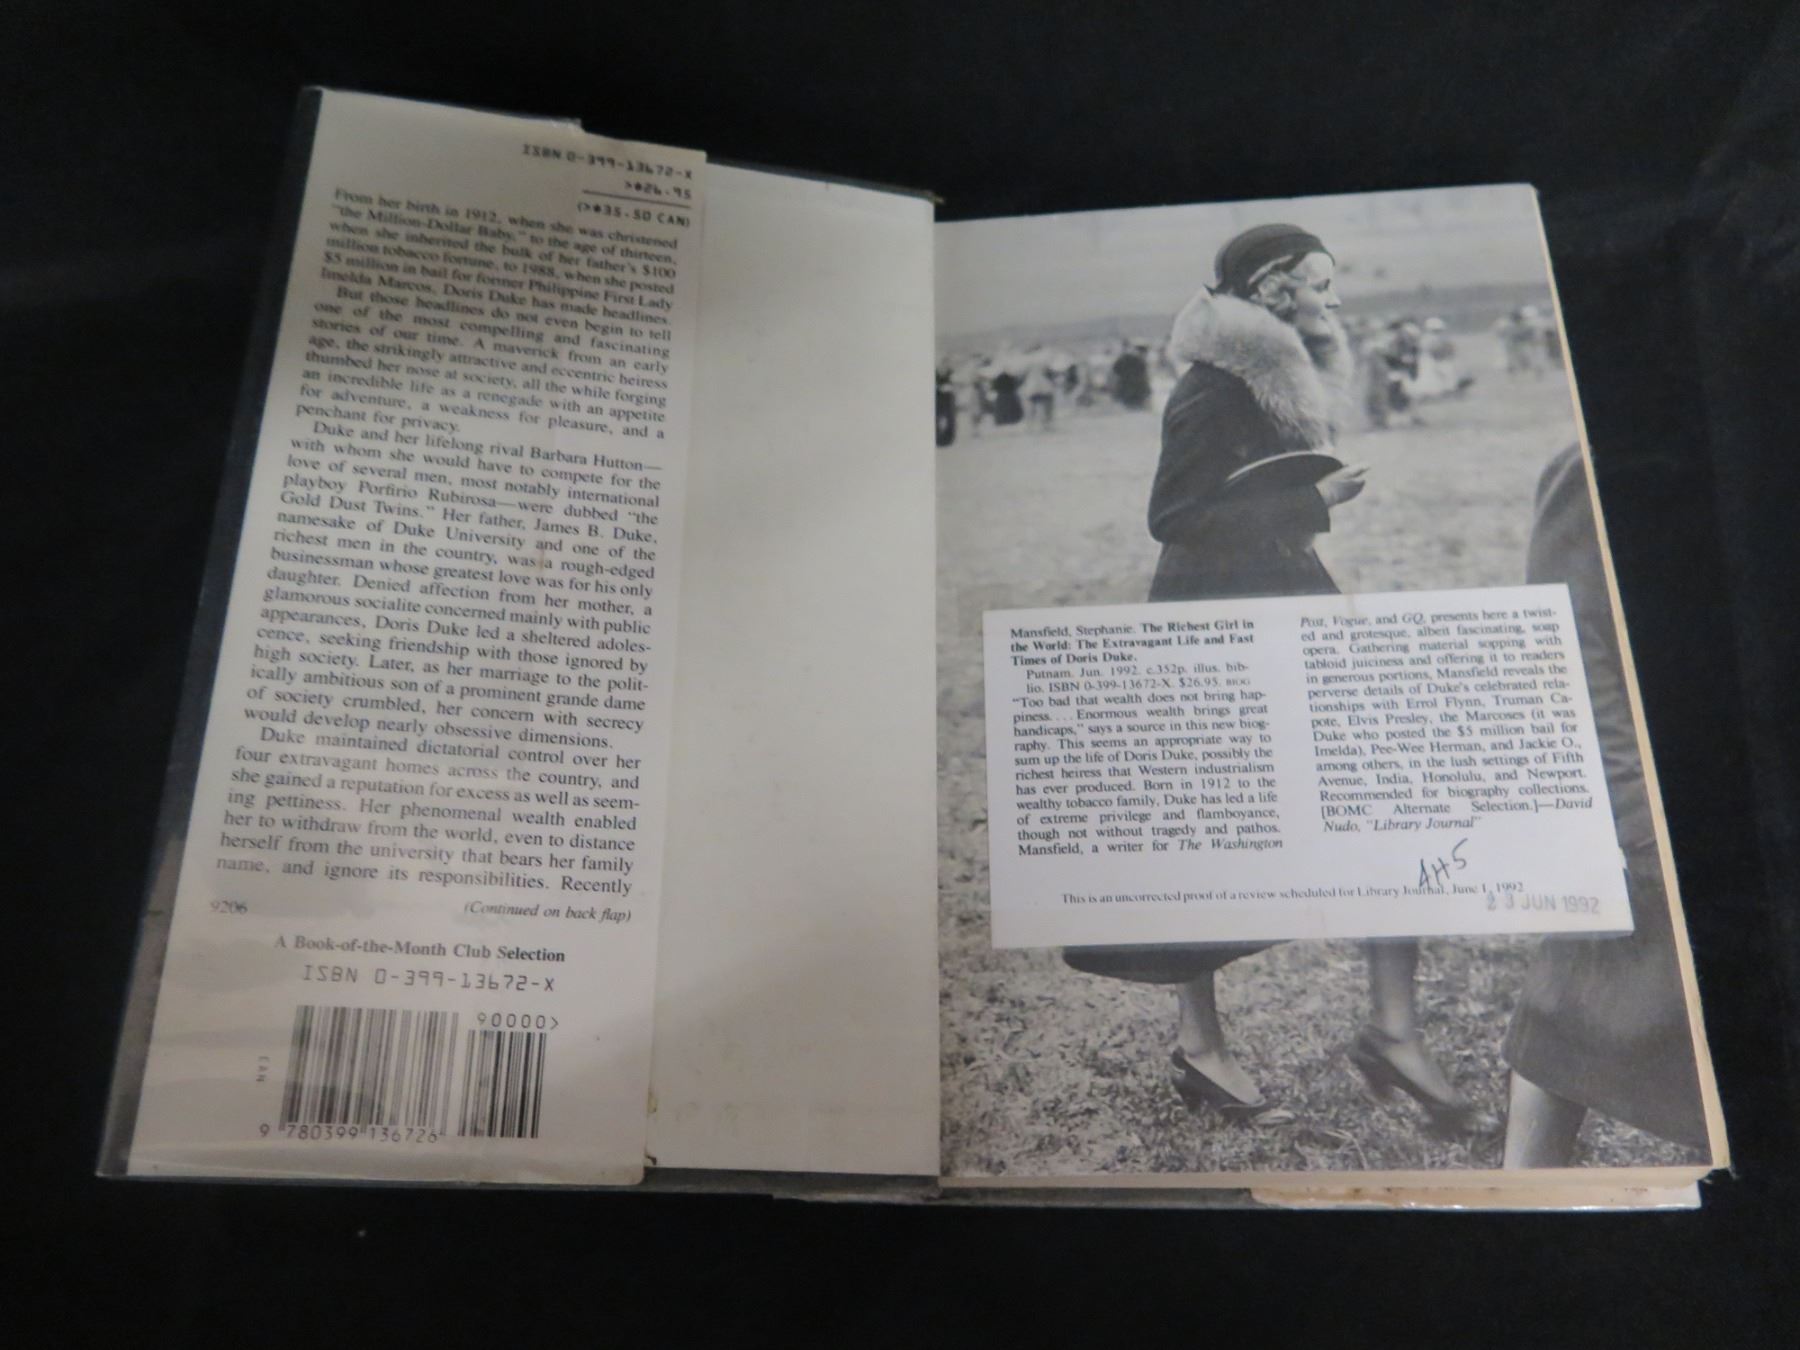 ISBN 0-399-13672-X
>$26.95
(>$35.50 CAN)
From her birth in 1912, when she was christened
"the Million-Dollar Baby," to the age of thirteen,
when she inherited the bulk of her father's $100
million tobacco fortune, to 1988, when she posted
$5 million in bail for former Philippine First Lady
Imelda Marcos, Doris Duke has made headlines.
But those headlines do not even begin to tell
one of the most compelling and fascinating
stories of our time. A maverick from an early
age, the strikingly attractive and eccentric heiress
thumbed her nose at society, all the while forging
an incredible life as a renegade with an appetite
for adventure, a weakness for pleasure, and a
penchant for privacy.
Duke and her lifelong rival Barbara Hutton—
with whom she would have to compete for the
love of several men, most notably international
playboy Porfirio Rubirosa—were dubbed "the
Gold Dust Twins." Her father, James B. Duke,
namesake of Duke University and one of the
richest men in the country, was a rough-edged
businessman whose greatest love was for his only
daughter. Denied affection from her mother, a
glamorous socialite concerned mainly with public
appearances, Doris Duke led a sheltered adoles-
cence, seeking friendship with those ignored by
high society. Later, as her marriage to the polit-
ically ambitious son of a prominent grande dame
of society crumbled, her concern with secrecy
would develop nearly obsessive dimensions.
Duke maintained dictatorial control over her
four extravagant homes across the country, and
she gained a reputation for excess as well as seem-
ing pettiness. Her phenomenal wealth enabled
her to withdraw from the world, even to distance
herself from the university that bears her family
name, and ignore its responsibilities. Recently
9206
(Continued on back flap)
A Book-of-the-Month Club Selection
ISBN 0-399-13672-X
90000>
EAN
9 780399 136726
Mansfield, Stephanie. The Richest Girl in
the World: The Extravagant Life and Fast
Times of Doris Duke.
Putnam. Jun. 1992. c.352p. illus. bib-
lio. ISBN 0-399-13672-X. $26.95. BIOG
"Too bad that wealth does not bring hap-
piness. . . . Enormous wealth brings great
handicaps," says a source in this new biog-
raphy. This seems an appropriate way to
sum up the life of Doris Duke, possibly the
richest heiress that Western industrialism
has ever produced. Born in 1912 to the
wealthy tobacco family, Duke has led a life
of extreme privilege and flamboyance,
though not without tragedy and pathos.
Mansfield, a writer for The Washington
Post, Vogue, and GQ, presents here a twist-
ed and grotesque, albeit fascinating, soap
opera. Gathering material sopping with
tabloid juiciness and offering it to readers
in generous portions, Mansfield reveals the
perverse details of Duke's celebrated rela-
tionships with Errol Flynn, Truman Ca-
pote, Elvis Presley, the Marcoses (it was
Duke who posted the $5 million bail for
Imelda), Pee-Wee Herman, and Jackie O.,
among others, in the lush settings of Fifth
Avenue, India, Honolulu, and Newport.
Recommended for biography collections.
[BOMC Alternate Selection.]—David
Nudo, "Library Journal"
AH5
This is an uncorrected proof of a review scheduled for Library Journal, June 1, 1992
23 JUN 1992